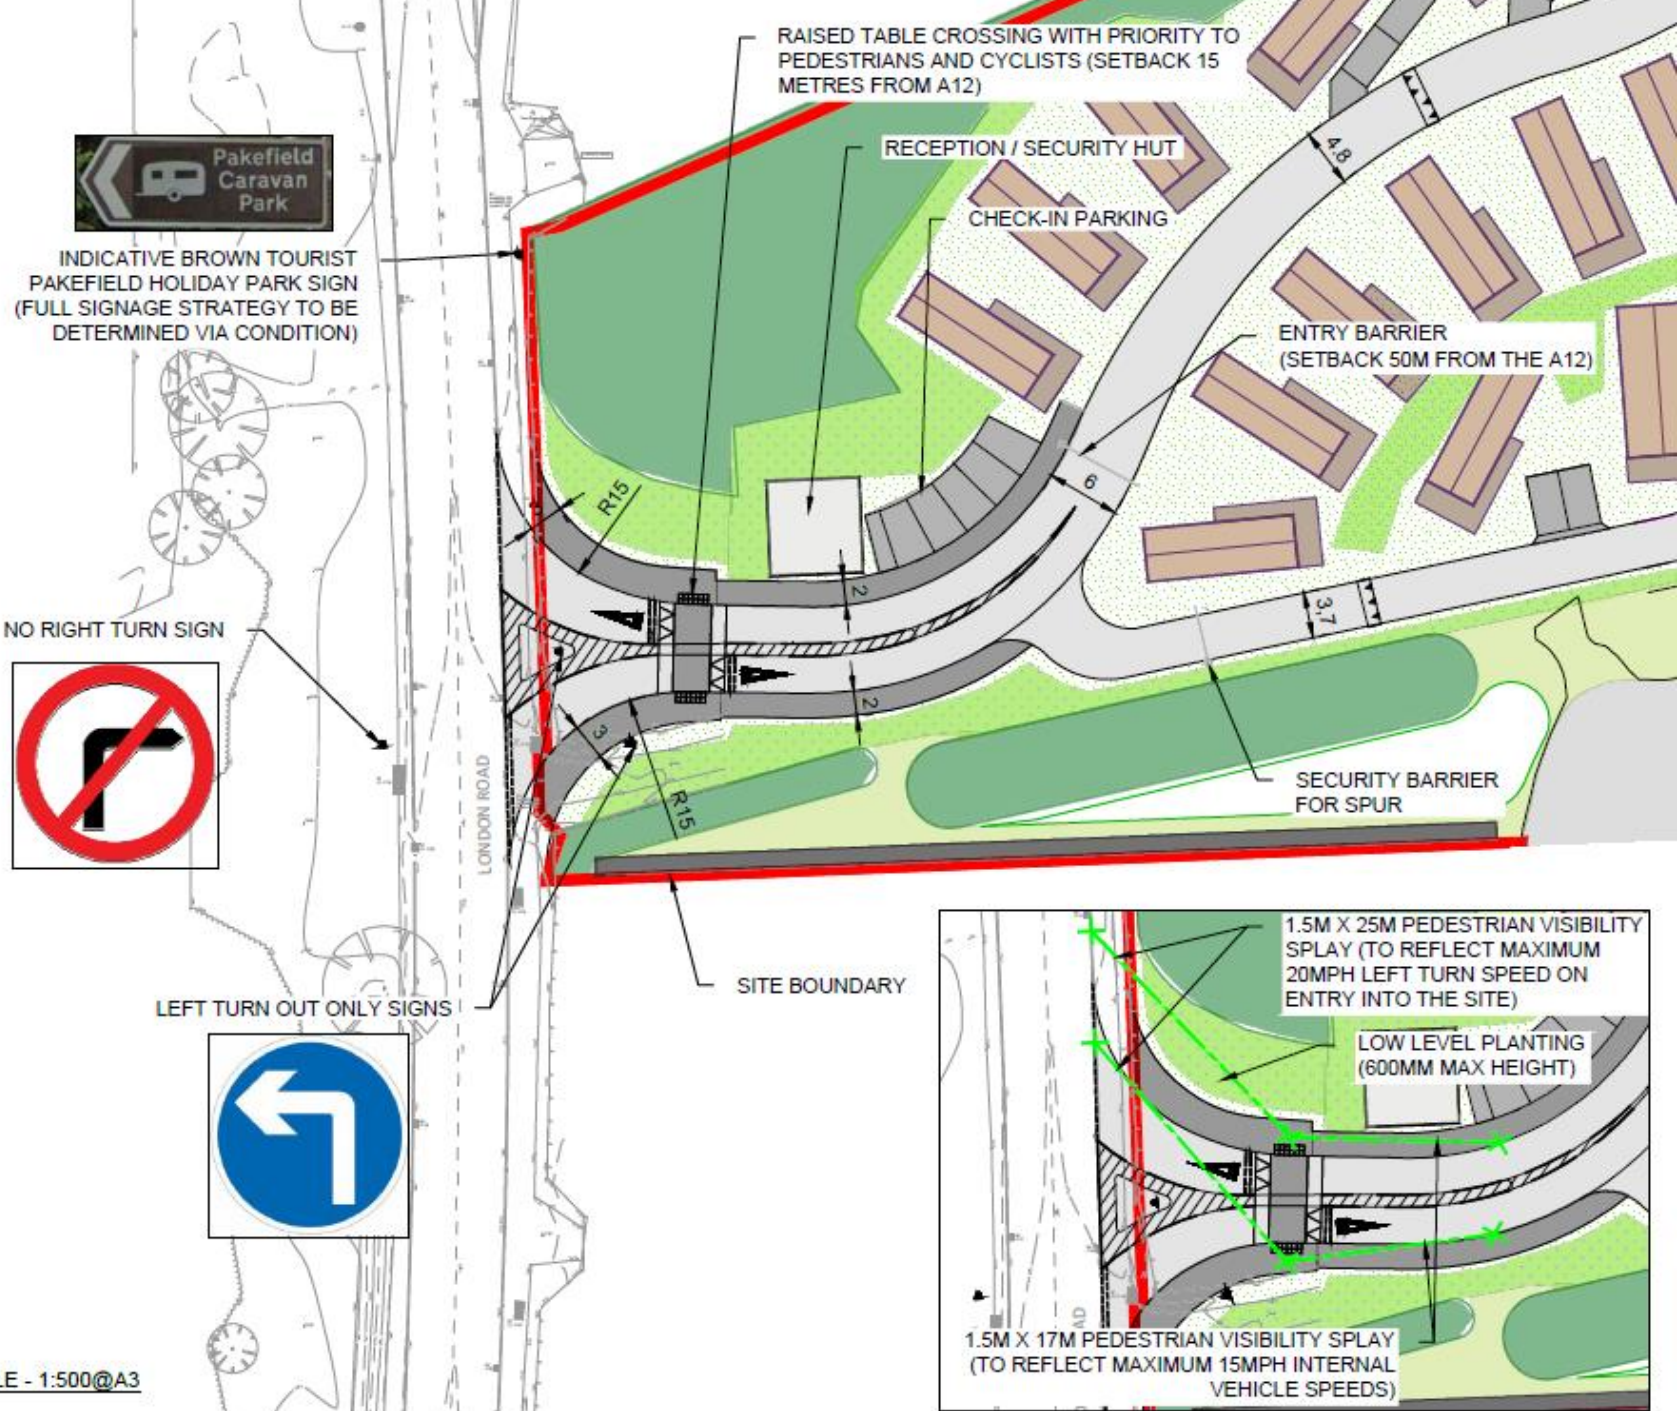 RAISED TABLE CROSSING WITH PRIORITY TO
PEDESTRIANS AND CYCLISTS (SETBACK 15
METRES FROM A12)
RECEPTION / SECURITY HUT
CHECK-IN PARKING
Pakefield
Caravan
Park
INDICATIVE BROWN TOURIST
PAKEFIELD HOLIDAY PARK SIGN
(FULL SIGNAGE STRATEGY TO BE
DETERMINED VIA CONDITION)
4.8
ENTRY BARRIER
(SETBACK 50M FROM THE A12)
6
R15
3
2
3,7
NO RIGHT TURN SIGN
2
3
R15
LONDON ROAD
SECURITY BARRIER
FOR SPUR
SITE BOUNDARY
LEFT TURN OUT ONLY SIGNS
1.5M X 25M PEDESTRIAN VISIBILITY
SPLAY (TO REFLECT MAXIMUM
20MPH LEFT TURN SPEED ON
ENTRY INTO THE SITE)
LOW LEVEL PLANTING
(600MM MAX HEIGHT)
AD
1.5M X 17M PEDESTRIAN VISIBILITY SPLAY
(TO REFLECT MAXIMUM 15MPH INTERNAL
VEHICLE SPEEDS)
LE - 1:500@A3